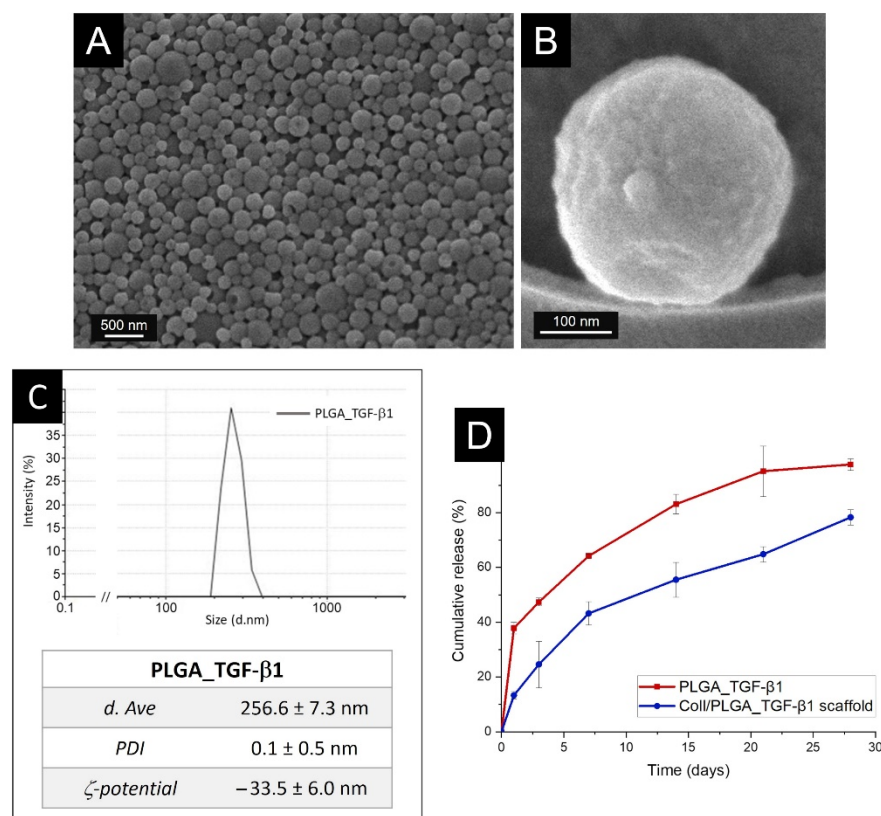 A
500 nm
B
100 nm
C
PLGA_TGF-β1
Intensity (%)
35
30
25
20
15
10
5
0
0.1 // 100 1000
Size (d.nm)
PLGA_TGF-β1
d. Ave 256.6 ± 7.3 nm
PDI 0.1 ± 0.5 nm
ζ-potential −33.5 ± 6.0 nm
D
Cumulative release (%)
80
60
40
20
0
0 5 10 15 20 25 30
Time (days)
PLGA_TGF-β1
Coll/PLGA_TGF-β1 scaffold